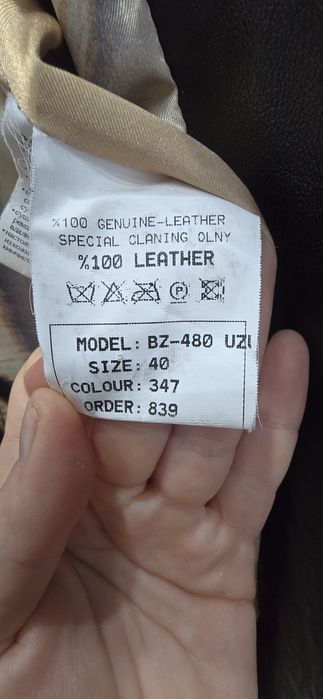 %100 GENUINE-LEATHER
SPECIAL CLANING OLNY
%100 LEATHER
P
MODEL: BZ-480 UZU
SIZE: 40
COLOUR: 347
ORDER: 839